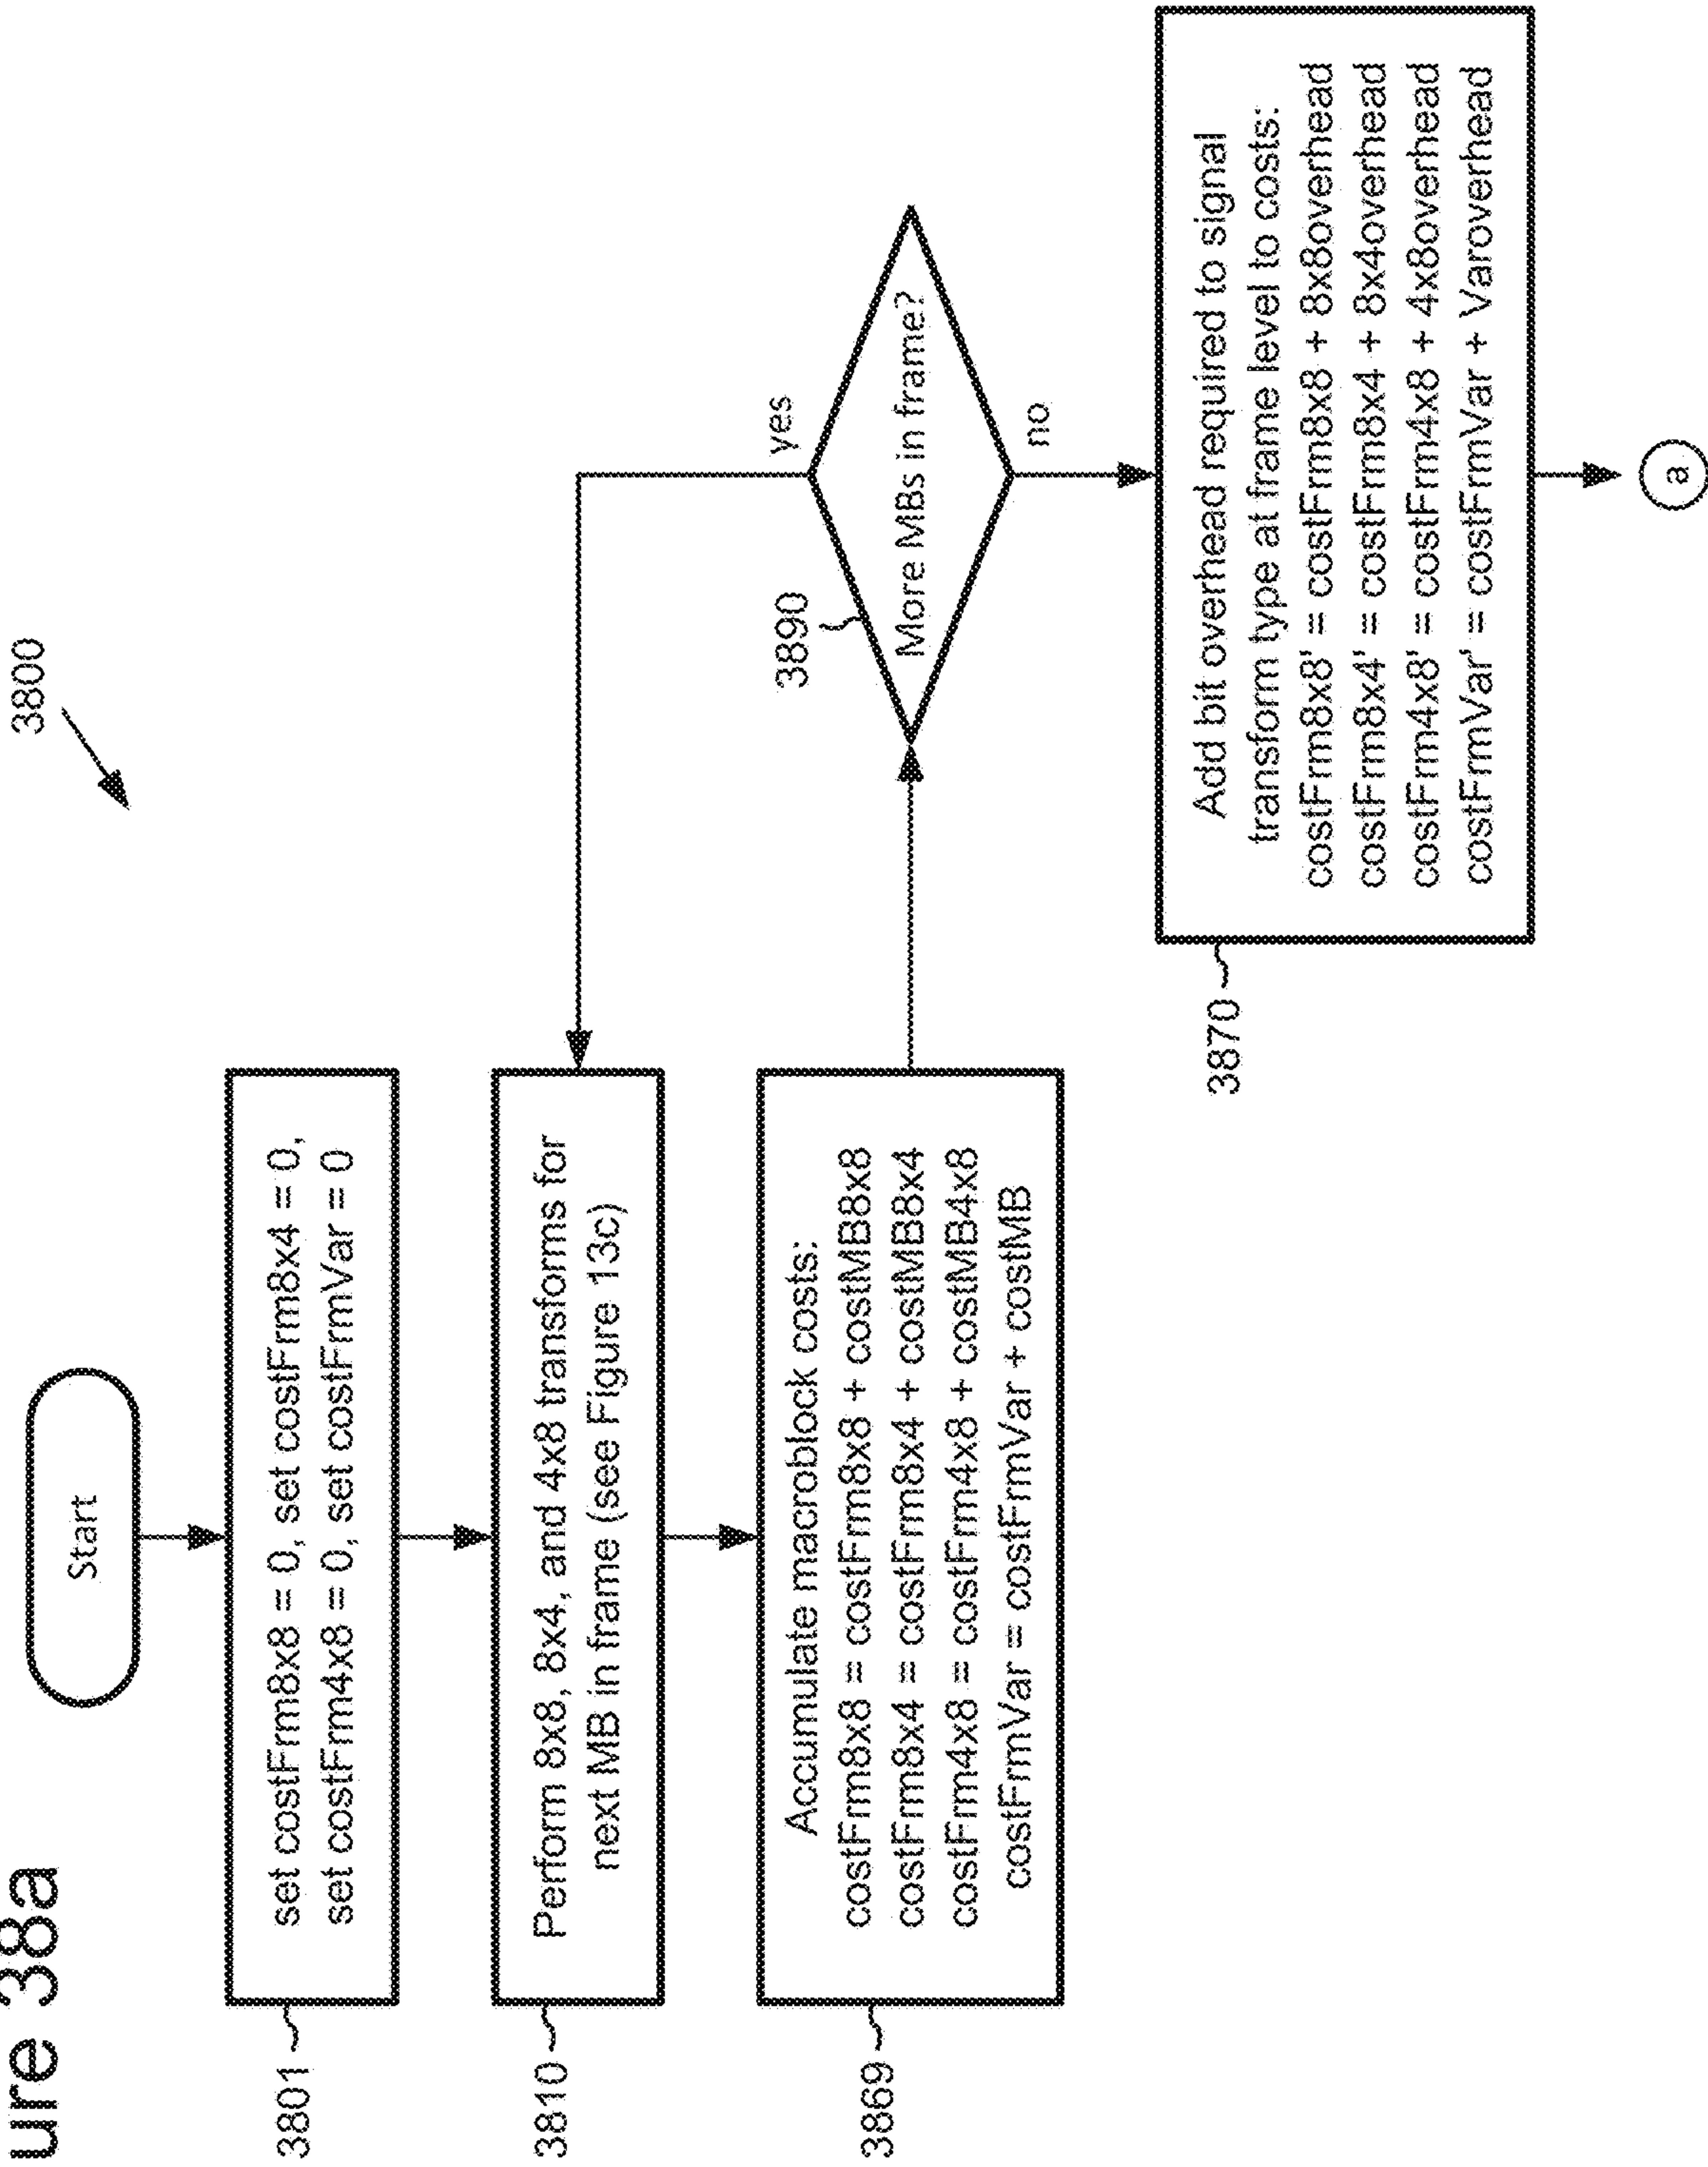 ure 38a
3800
Start
3801
set costFrm8x8 = 0, set costFrm8x4 = 0,
set costFrm4x8 = 0, set costFrmVar = 0
3810
Perform 8x8, 8x4, and 4x8 transforms for
next MB in frame (see Figure 13c)
3869
Accumulate macroblock costs:
costFrm8x8 = costFrm8x8 + costMB8x8
costFrm8x4 = costFrm8x4 + costMB8x4
costFrm4x8 = costFrm4x8 + costMB4x8
costFrmVar = costFrmVar + costMB
3890
More MBs in frame?
yes
no
3870
Add bit overhead required to signal
transform type at frame level to costs:
costFrm8x8' = costFrm8x8 + 8x8overhead
costFrm8x4' = costFrm8x4 + 8x4overhead
costFrm4x8' = costFrm4x8 + 4x8overhead
costFrmVar' = costFrmVar + Varoverhead
a